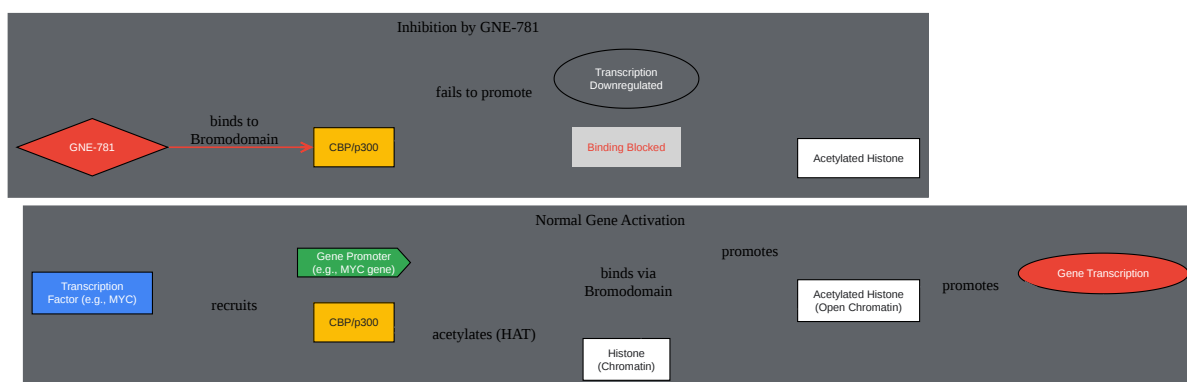 Inhibition by GNE-781
Transcription
Downregulated
fails to promote
binds to
Bromodomain
GNE-781
CBP/p300
Binding Blocked
Acetylated Histone
Normal Gene Activation
Gene Promoter
(e.g., MYC gene)
promotes
binds via
Bromodomain
Gene Transcription
Transcription
Factor (e.g., MYC)
promotes
Acetylated Histone
(Open Chromatin)
recruits
CBP/p300
acetylates (HAT)
Histone
(Chromatin)